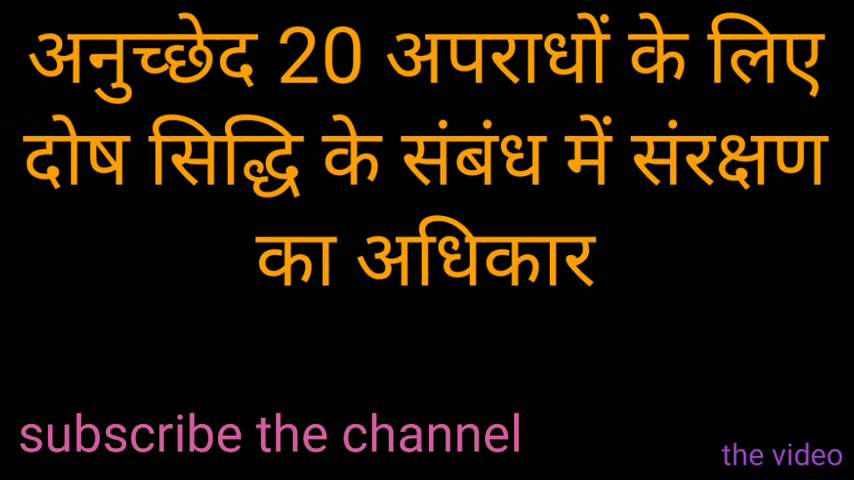 अनुच्छेद 20 अपराधों के लिए
दोष सिद्धि के संबंध में संरक्षण
का अधिकार
subscribe the channel
the video